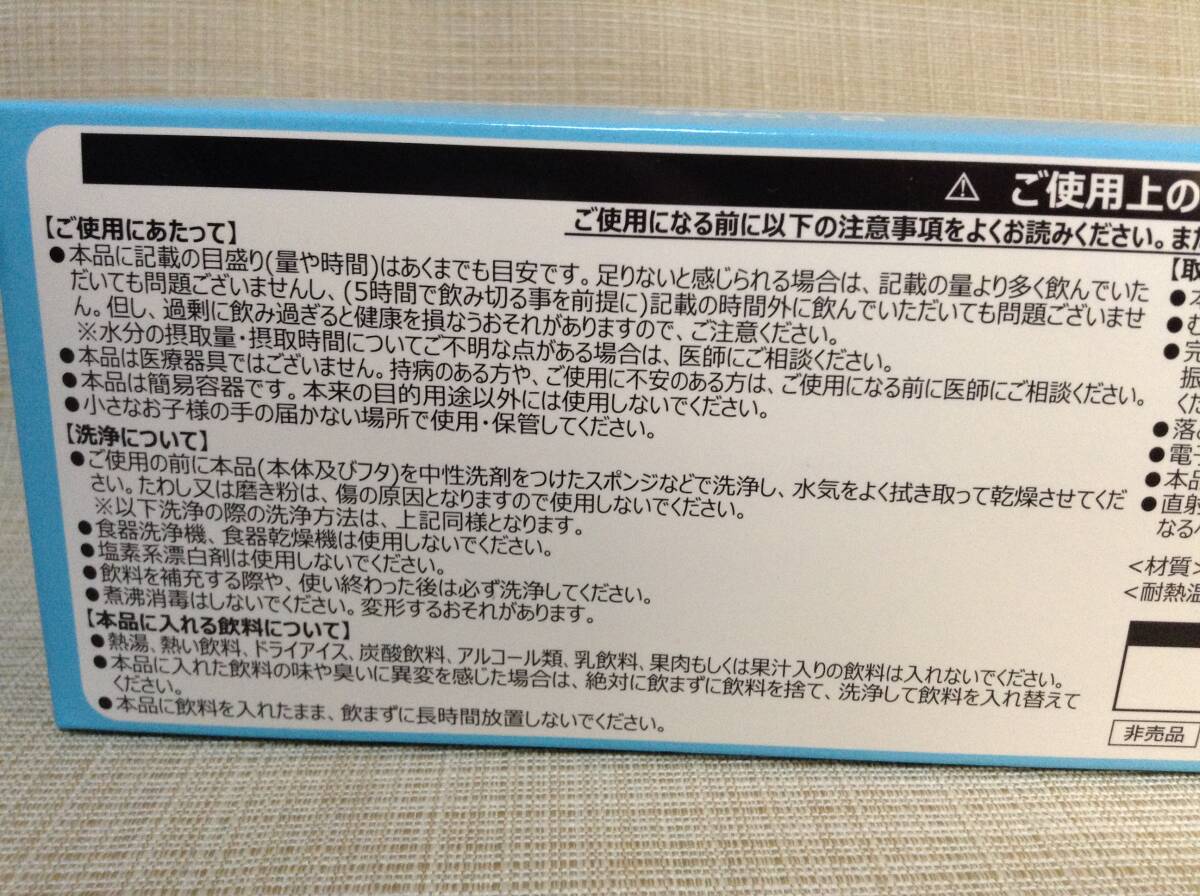 ⚠ ご使用上の
ご使用になる前に以下の注意事項をよくお読みください。また
【ご使用にあたって】
●本品に記載の目盛り(量や時間)はあくまでも目安です。足りないと感じられる場合は、記載の量より多く飲んでいた
だいても問題ございませんし、(5時間で飲み切る事を前提に)記載の時間外に飲んでいただいても問題ございませ
ん。但し、過剰に飲み過ぎると健康を損なうおそれがありますので、ご注意ください。
※水分の摂取量・摂取時間についてご不明な点がある場合は、医師にご相談ください。
●本品は医療器具ではございません。持病のある方や、ご使用に不安のある方は、ご使用になる前に医師にご相談ください。
●本品は簡易容器です。本来の目的用途以外には使用しないでください。
●小さなお子様の手の届かない場所で使用・保管してください。
【洗浄について】
●ご使用の前に本品(本体及びフタ)を中性洗剤をつけたスポンジなどで洗浄し、水気をよく拭き取って乾燥させてくだ
さい。たわし又は磨き粉は、傷の原因となりますので使用しないでください。
※以下洗浄の際の洗浄方法は、上記同様となります。
●食器洗浄機、食器乾燥機は使用しないでください。
●塩素系漂白剤は使用しないでください。
●飲料を補充する際や、使い終わった後は必ず洗浄してください。
●煮沸消毒はしないでください。変形するおそれがあります。
【本品に入れる飲料について】
●熱湯、熱い飲料、ドライアイス、炭酸飲料、アルコール類、乳飲料、果肉もしくは果汁入りの飲料は入れないでください。
●本品に入れた飲料の味や臭いに異変を感じた場合は、絶対に飲まずに飲料を捨て、洗浄して飲料を入れ替えて
ください。
●本品に飲料を入れたまま、飲まずに長時間放置しないでください。
【取
●
●お
●完
振
くだ
●落
●電子
●本品
●直射
なる
<材質>
<耐熱温
非売品